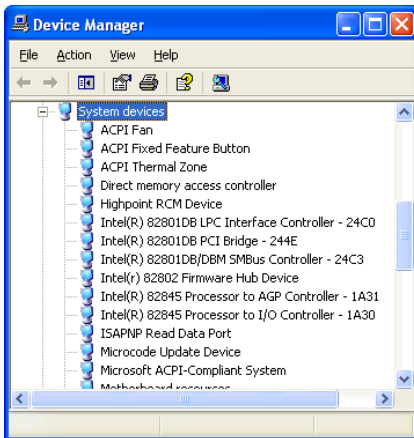 Device Manager
File Action View Help
System devices
ACPI Fan
ACPI Fixed Feature Button
ACPI Thermal Zone
Direct memory access controller
Highpoint RCM Device
Intel(R) 82801DB LPC Interface Controller - 24C0
Intel(R) 82801DB PCI Bridge - 244E
Intel(R) 82801DB/DBM SMBus Controller - 24C3
Intel(r) 82802 Firmware Hub Device
Intel(R) 82845 Processor to AGP Controller - 1A31
Intel(R) 82845 Processor to I/O Controller - 1A30
ISAPNP Read Data Port
Microcode Update Device
Microsoft ACPI-Compliant System
Motherboard resources